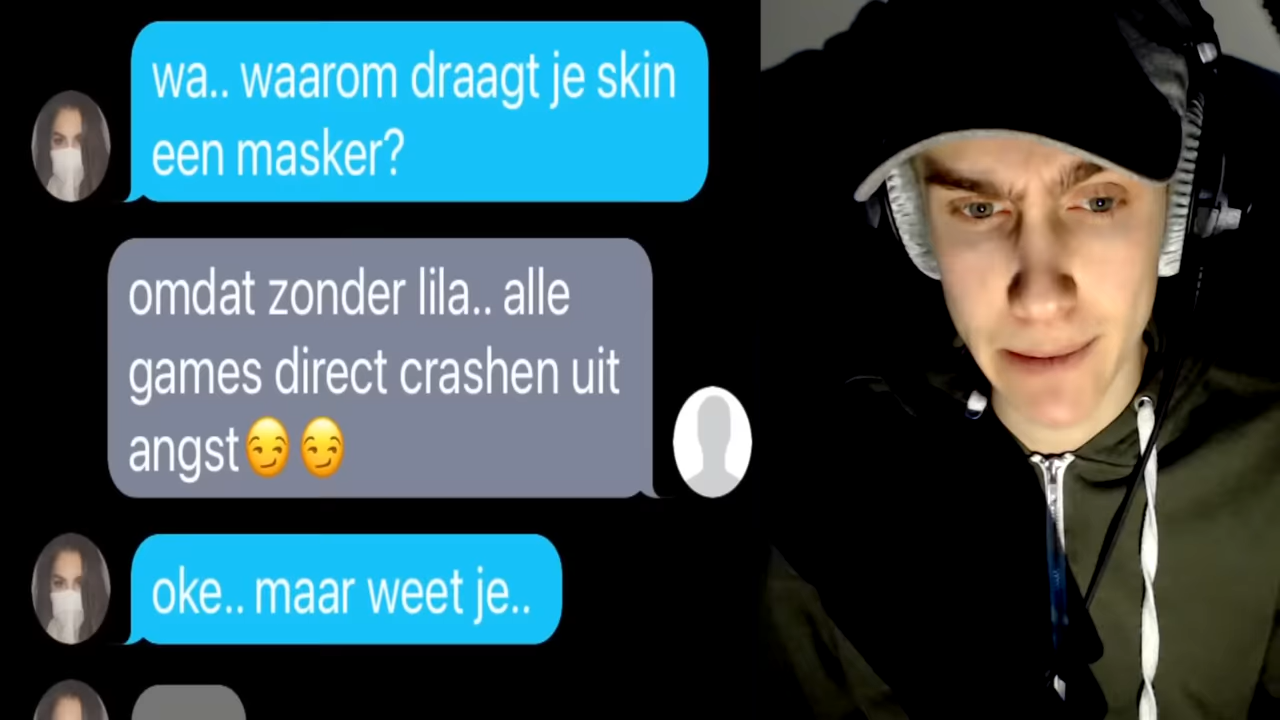 wa.. waarom draagt je skin
een masker?
omdat zonder lila.. alle
games direct crashen uit
angst😏😏
oke.. maar weet je..